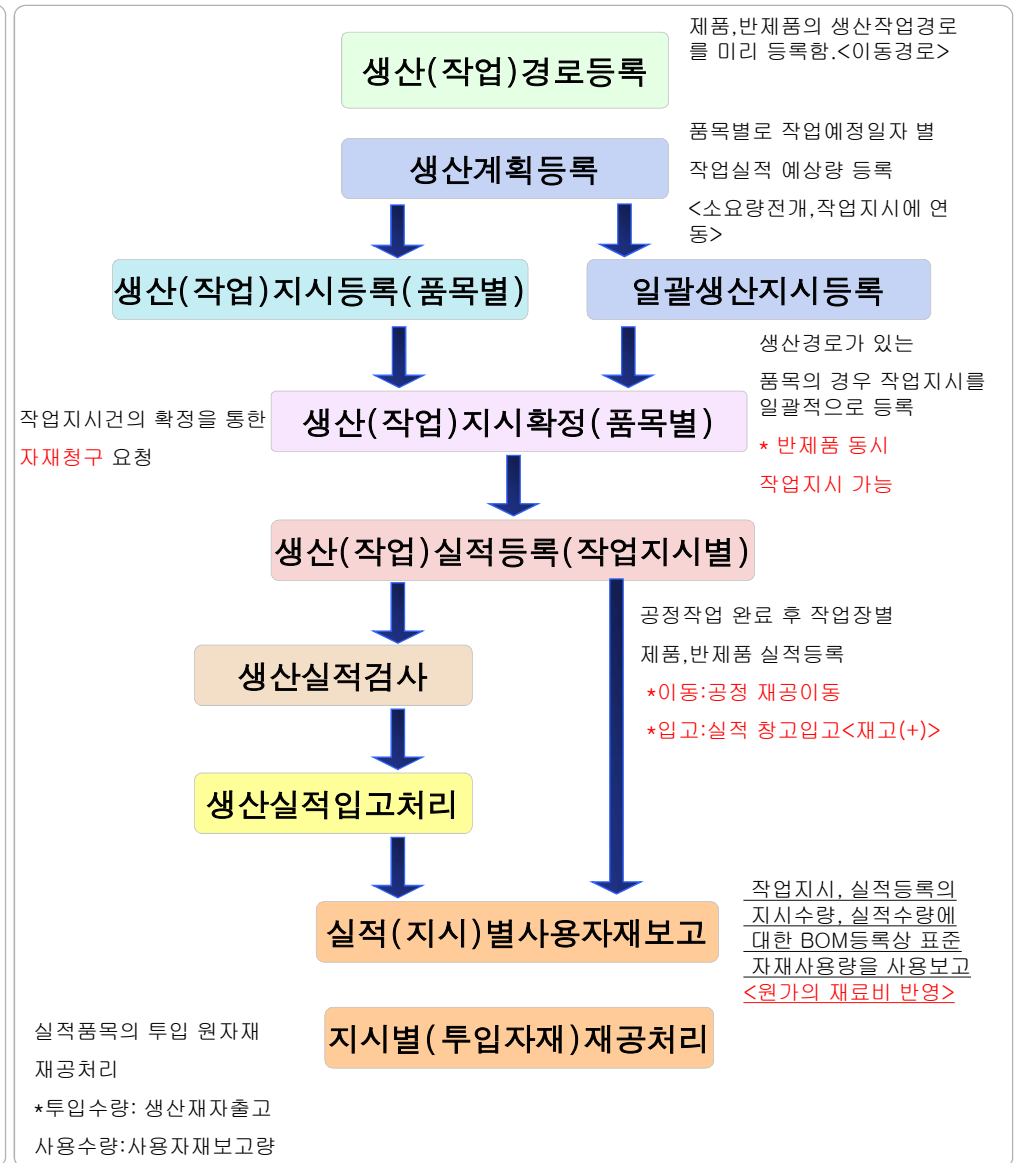 제품,반제품의 생산작업경로
를 미리 등록함.<이동경로>
생산(작업)경로등록
품목별로 작업예정일자 별
생산계획등록
작업실적 예상량 등록
<소요량전개,작업지시에 연
동>
생산(작업)지시등록(품목별)
일괄생산지시등록
생산경로가 있는
품목의 경우 작업지시를
일괄적으로 등록
* 반제품 동시
작업지시 가능
작업지시건의 확정을 통한
자재청구 요청
생산(작업)지시확정(품목별)
생산(작업)실적등록(작업지시별)
공정작업 완료 후 작업장별
제품,반제품 실적등록
*이동:공정 재공이동
*입고:실적 창고입고<재고(+)>
생산실적검사
생산실적입고처리
작업지시, 실적등록의
지시수량, 실적수량에
대한 BOM등록상 표준
자재사용량을 사용보고
<원가의 재료비 반영>
실적(지시)별사용자재보고
지시별(투입자재)재공처리
실적품목의 투입 원자재
재공처리
*투입수량: 생산재자출고
사용수량:사용자재보고량